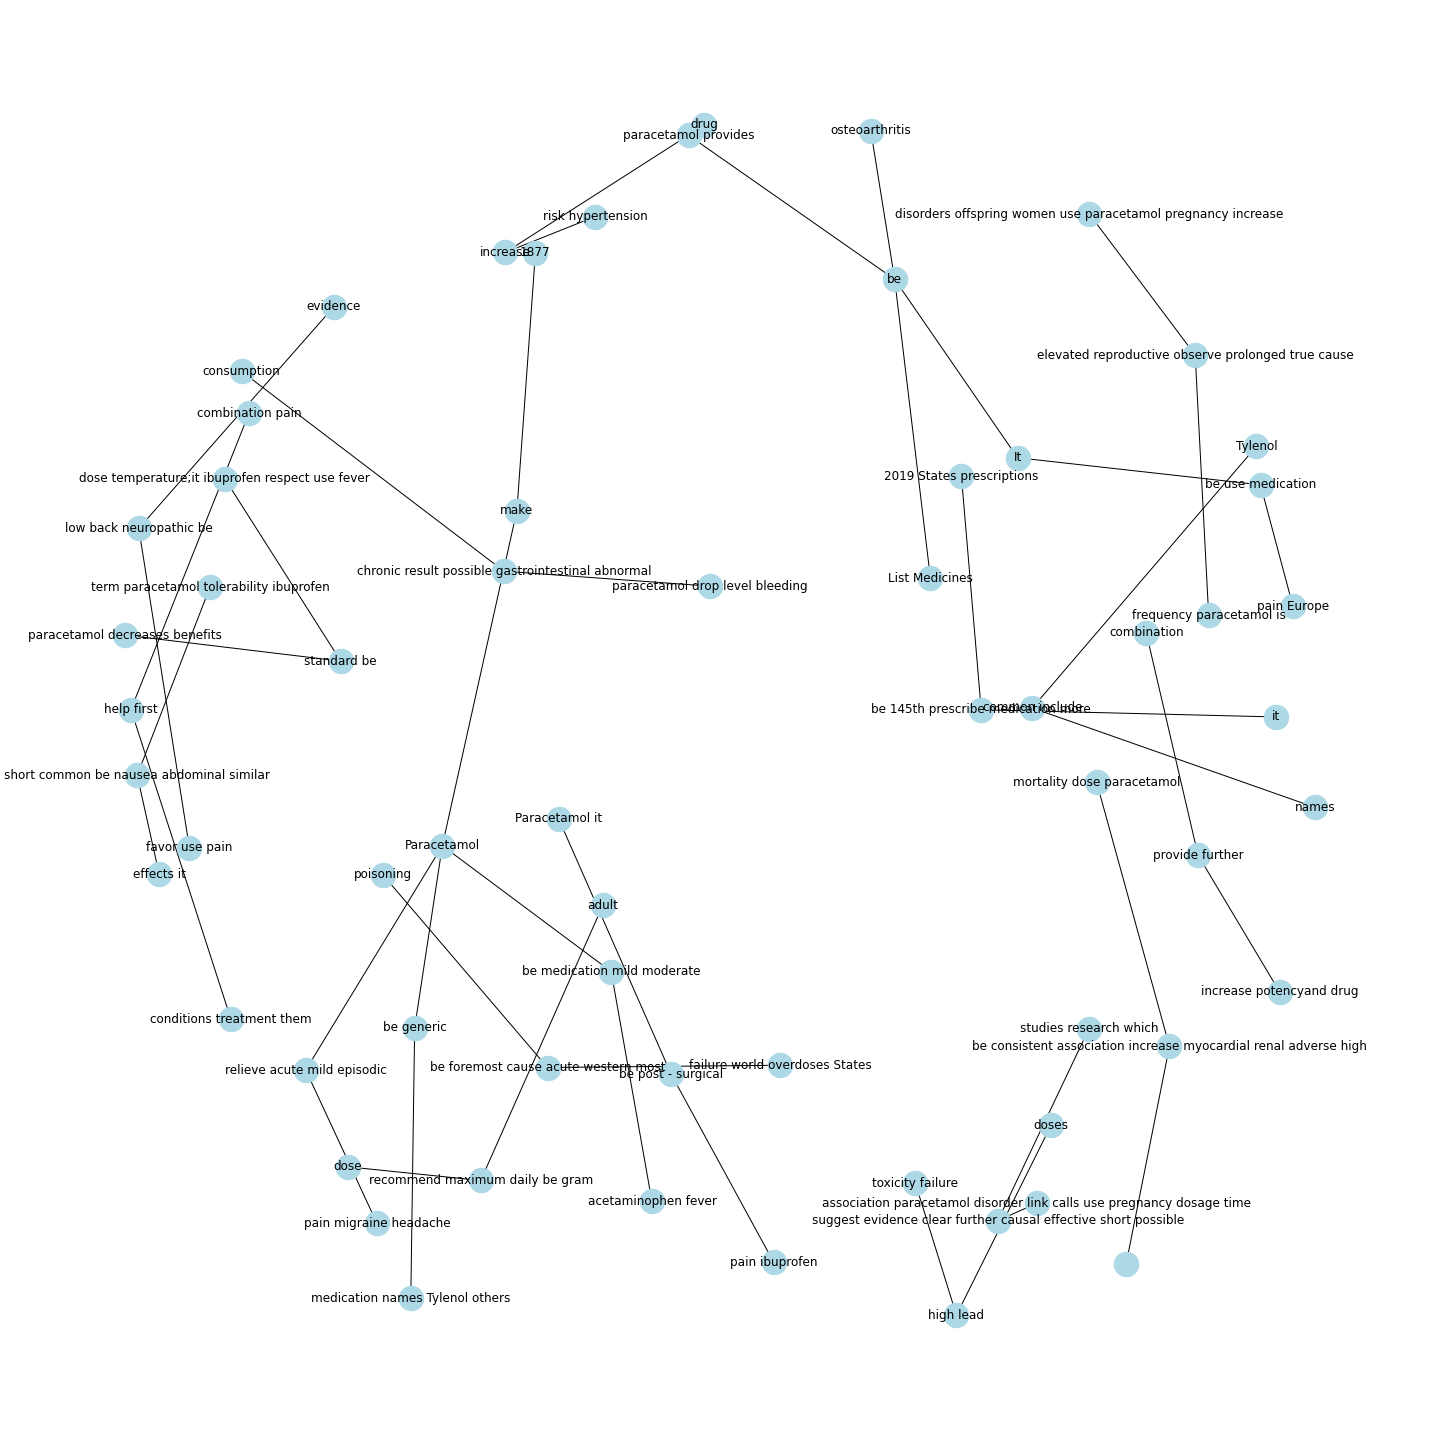 drug
osteoarthritis
paracetamol provides
disorders offspring women use paracetamol pregnancy increase
risk hypertension
increase
1877
be
evidence
elevated reproductive observe prolonged true cause
consumption
combination pain
Tylenol
It
2019 States prescriptions
dose temperature;it ibuprofen respect use fever
be use medication
make
low back neuropathic be
chronic result possible gastrointestinal abnormal
List Medicines
term paracetamol tolerability ibuprofen
paracetamol drop level bleeding
pain Europe
frequency paracetamol is
combination
paracetamol decreases benefits
standard be
help first
be 145th prescribe medication more
common include
it
short common be nausea abdominal similar
mortality dose paracetamol
names
Paracetamol it
Paracetamol
favor use pain
provide further
effects it
poisoning
adult
be medication mild moderate
increase potencyand drug
conditions treatment them
be generic
studies research which
be consistent association increase myocardial renal adverse high
relieve acute mild episodic
be foremost cause acute western most
failure world overdoses States
be post - surgical
doses
dose
recommend maximum daily be gram
toxicity failure
acetaminophen fever
association paracetamol disorder link calls use pregnancy dosage time
pain migraine headache
suggest evidence clear further causal effective short possible
pain ibuprofen
medication names Tylenol others
high lead